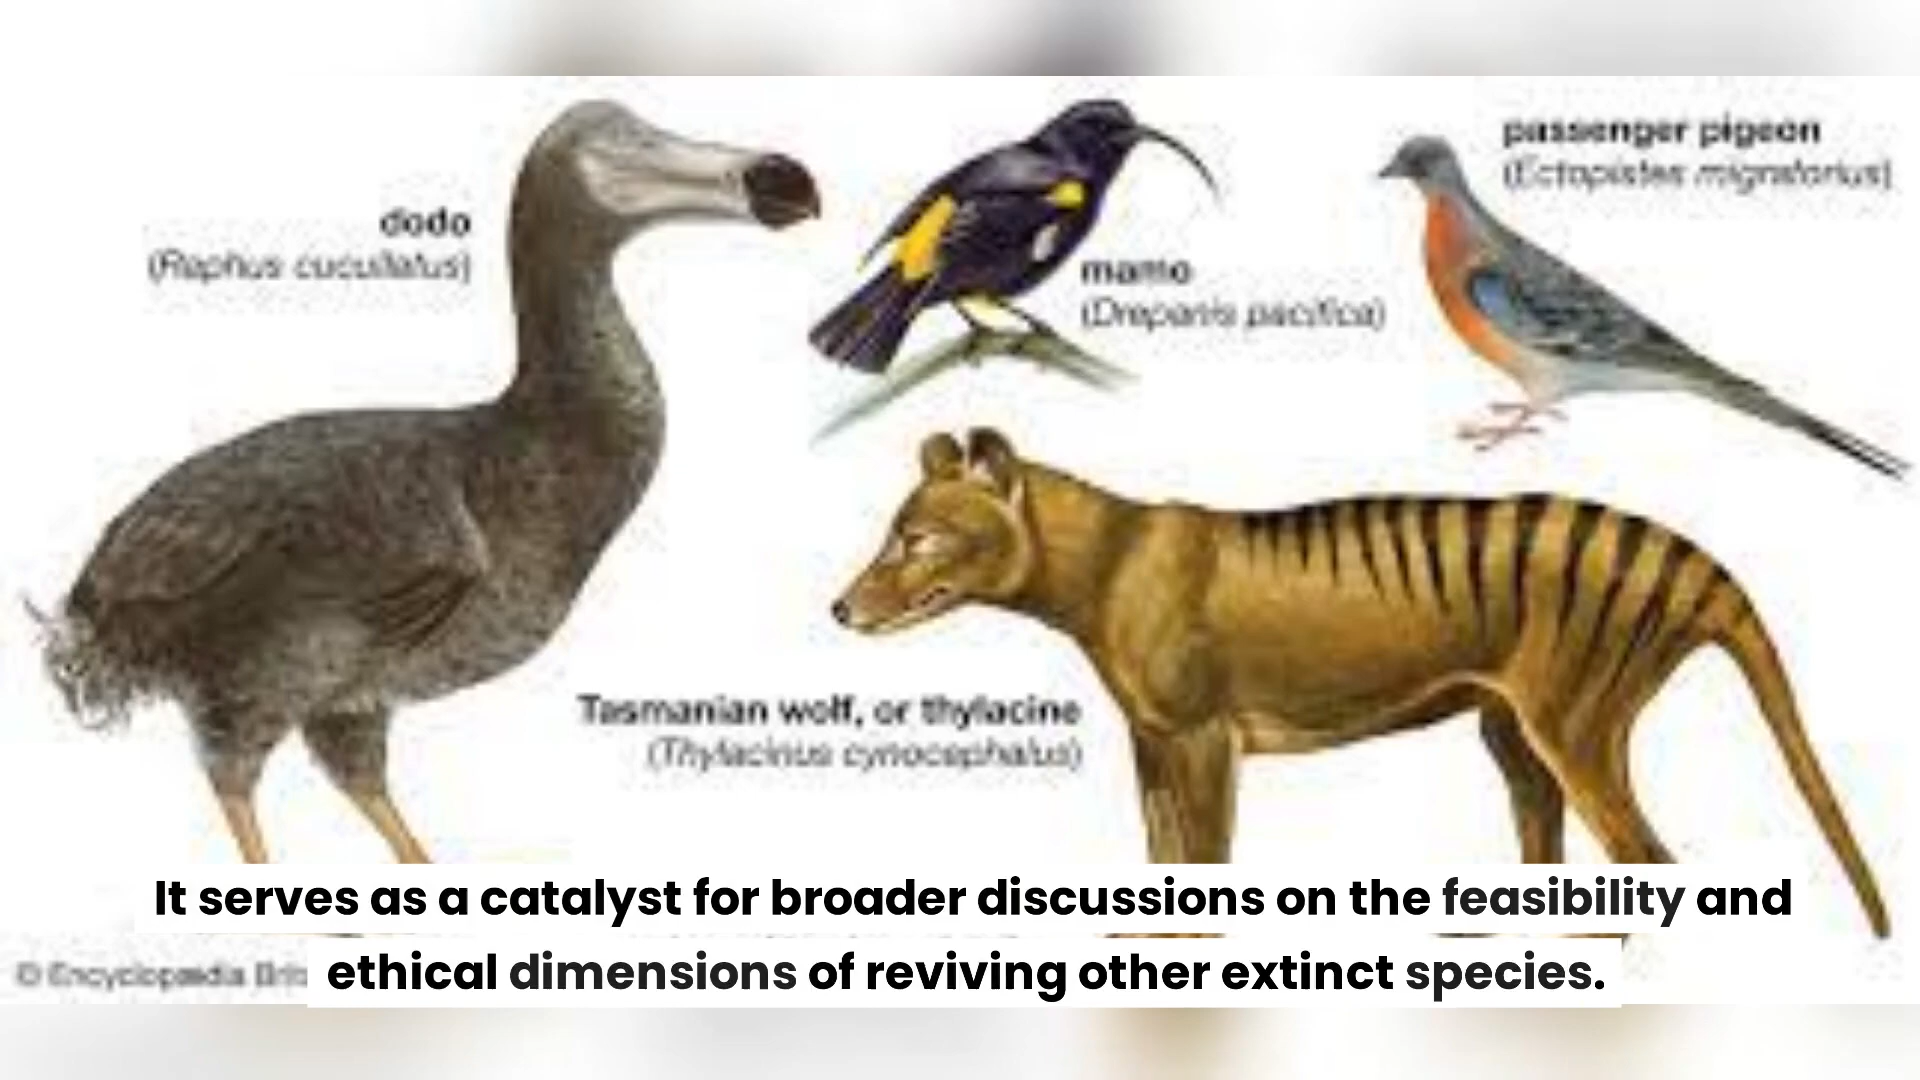 dodo
(Raphus cucullatus)
mamo
(Drepanis pacifica)
passenger pigeon
(Ectopistes migratorius)
Tasmanian wolf, or thylacine
(Thylacinus cynocephalus)
It serves as a catalyst for broader discussions on the feasibility and
ethical dimensions of reviving other extinct species.
© Encyclopædia